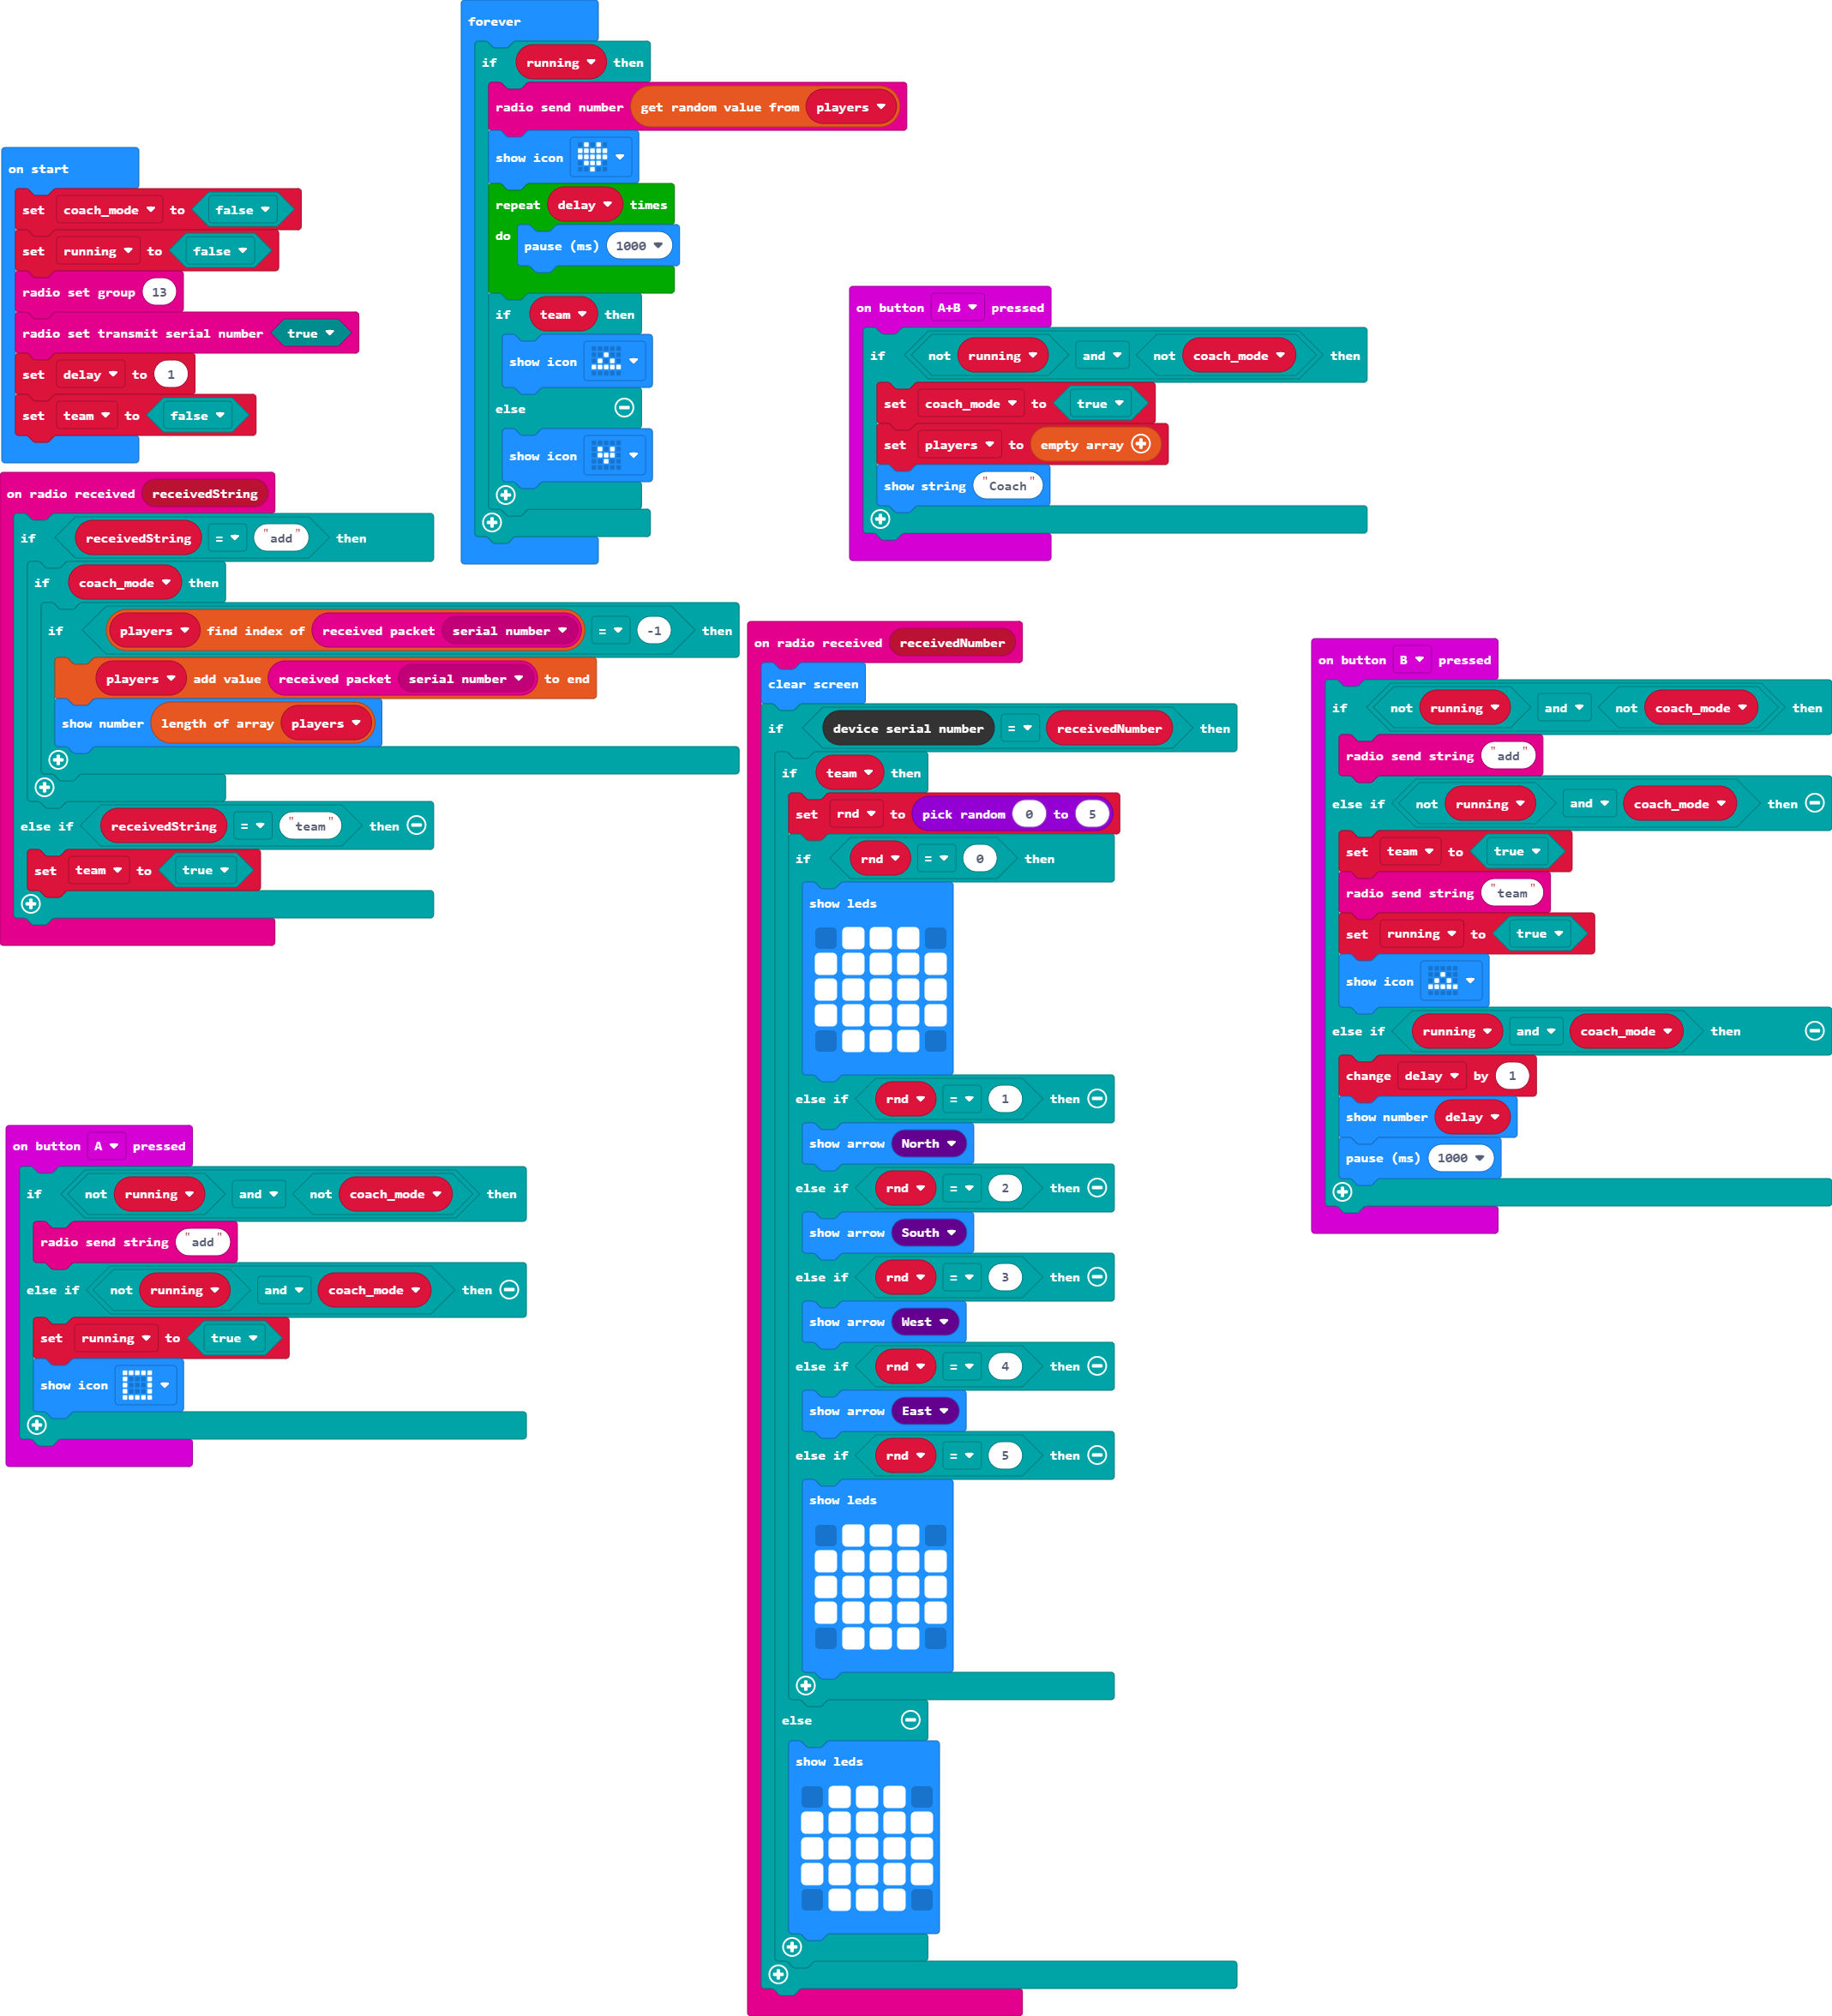 forever
if running then
radio send number get random value from players
show icon
repeat delay times
do pause (ms) 1000
if team then
show icon
else
show icon
on start
set coach_mode to false
set running to false
radio set group 13
radio set transmit serial number true
set delay to 1
set team to false
on button A+B pressed
if not running and not coach_mode then
set coach_mode to true
set players to empty array
show string "Coach"
on radio received receivedString
if receivedString = "add" then
if coach_mode then
if players find index of received packet serial number = -1 then
players add value received packet serial number to end
show number length of array players
else if receivedString = "team" then
set team to true
on radio received receivedNumber
clear screen
if device serial number = receivedNumber then
if team then
set rnd to pick random 0 to 5
if rnd = 0 then
show leds
else if rnd = 1 then
show arrow North
else if rnd = 2 then
show arrow South
else if rnd = 3 then
show arrow West
else if rnd = 4 then
show arrow East
else if rnd = 5 then
show leds
else
show leds
on button B pressed
if not running and not coach_mode then
radio send string "add"
else if not running and coach_mode then
set team to true
radio send string "team"
set running to true
show icon
else if running and coach_mode then
change delay by 1
show number delay
pause (ms) 1000
on button A pressed
if not running and not coach_mode then
radio send string "add"
else if not running and coach_mode then
set running to true
show icon